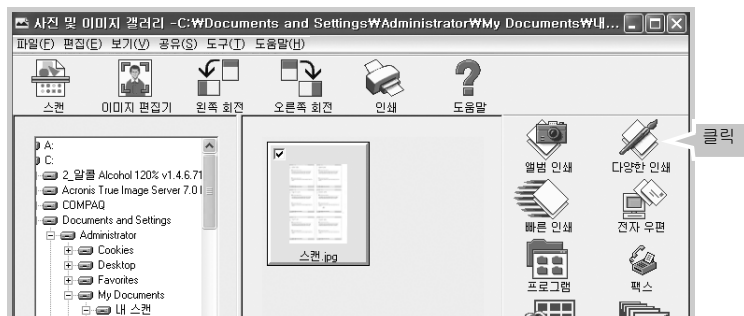 사진 및 이미지 갤러리 -C:₩Documents and Settings₩Administrator₩My Documents₩내...
파일(F) 편집(E) 보기(V) 공유(S) 도구(T) 도움말(H)
스캔 이미지 편집기 왼쪽 회전 오른쪽 회전 인쇄 도움말
A:
C:
2_알콜 Alcohol 120% v1.4.6.71
Acronis True Image Server 7.0
COMPAQ
Documents and Settings
Administrator
Cookies
Desktop
Favorites
My Documents
내 스캔
스캔.jpg
앨범 인쇄 다양한 인쇄
클릭
빠른 인쇄 전자 우편
프로그램 팩스